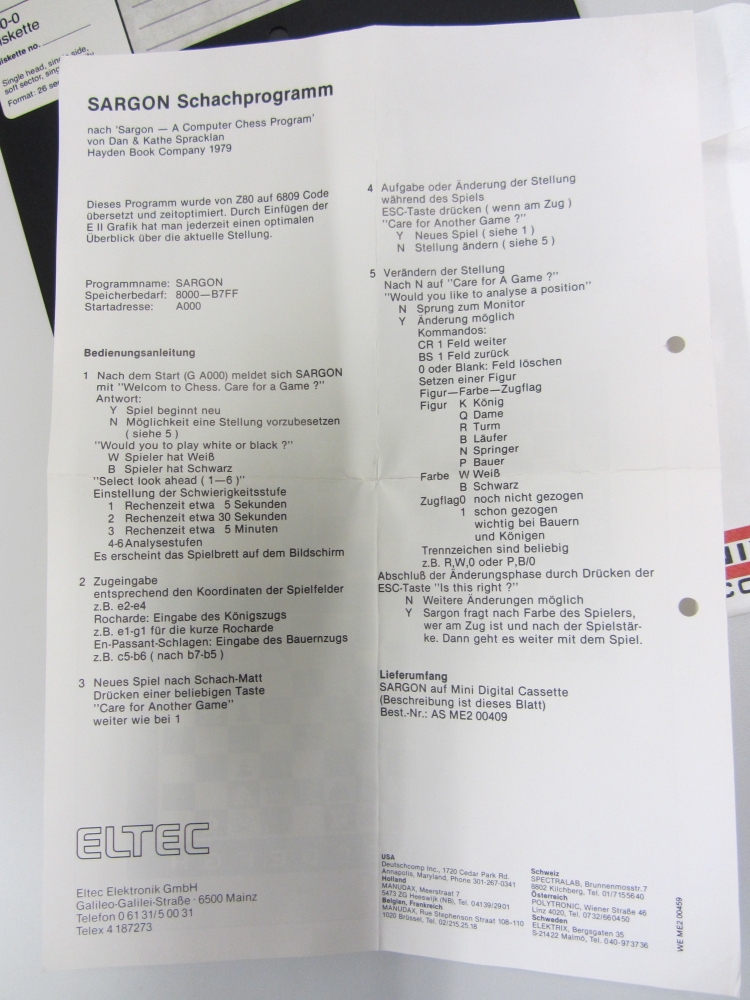 0-0
skette
iskette no.
Single head, single side,
soft sector, sing
Format: 26 se
SARGON Schachprogramm
nach 'Sargon — A Computer Chess Program'
von Dan & Kathe Spracklan
Hayden Book Company 1979
Dieses Programm wurde von Z80 auf 6809 Code
übersetzt und zeitoptimiert. Durch Einfügen der
E II Grafik hat man jederzeit einen optimalen
Überblick über die aktuelle Stellung.
Programmname: SARGON
Speicherbedarf: 8000—B7FF
Startadresse: A000
Bedienungsanleitung
1 Nach dem Start (G A000) meldet sich SARGON
mit "Welcom to Chess. Care for a Game ?"
Antwort:
Y Spiel beginnt neu
N Möglichkeit eine Stellung vorzubesetzen
( siehe 5 )
"Would you to play white or black ?"
W Spieler hat Weiß
B Spieler hat Schwarz
"Select look ahead ( 1—6 )"
Einstellung der Schwierigkeitsstufe
1 Rechenzeit etwa 5 Sekunden
2 Rechenzeit etwa 30 Sekunden
3 Rechenzeit etwa 5 Minuten
4-6 Analysestufen
Es erscheint das Spielbrett auf dem Bildschirm
2 Zugeingabe
entsprechend den Koordinaten der Spielfelder
z.B. e2-e4
Rocharde: Eingabe des Königszugs
z.B. e1-g1 für die kurze Rocharde
En-Passant-Schlagen: Eingabe des Bauernzugs
z.B. c5-b6 ( nach b7-b5 )
3 Neues Spiel nach Schach-Matt
Drücken einer beliebigen Taste
"Care for Another Game"
weiter wie bei 1
4 Aufgabe oder Änderung der Stellung
während des Spiels
ESC-Taste drücken ( wenn am Zug )
"Care for Another Game ?"
Y Neues Spiel ( siehe 1 )
N Stellung ändern ( siehe 5 )
5 Verändern der Stellung
Nach N auf "Care for A Game ?"
"Would you like to analyse a position"
N Sprung zum Monitor
Y Änderung möglich
Kommandos:
CR 1 Feld weiter
BS 1 Feld zurück
0 oder Blank: Feld löschen
Setzen einer Figur
Figur—Farbe—Zugflag
Figur K König
Q Dame
R Turm
B Läufer
N Springer
P Bauer
Farbe W Weiß
B Schwarz
Zugflag 0 noch nicht gezogen
1 schon gezogen
wichtig bei Bauern
und Königen
Trennzeichen sind beliebig
z.B. R,W,0 oder P,B/0
Abschluß der Änderungsphase durch Drücken der
ESC-Taste "Is this right ?"
N Weitere Änderungen möglich
Y Sargon fragt nach Farbe des Spielers,
wer am Zug ist und nach der Spielstär-
ke. Dann geht es weiter mit dem Spiel.
Lieferumfang
SARGON auf Mini Digital Cassette
(Beschreibung ist dieses Blatt)
Best.-Nr.: AS ME2 00409
ELTEC
Eltec Elektronik GmbH
Galileo-Galilei-Straße · 6500 Mainz
Telefon 0 61 31/5 00 31
Telex 4 187273
USA
Deutschcomp Inc., 1720 Cedar Park Rd.
Annapolis, Maryland, Phone 301-267-0341
Holland
MANUDAX, Meerstraat 7
5473 ZG Heeswijk (NB), Tel. 04139/2901
Belgien, Frankreich
MANUDAX, Rue Stephenson Straat 108-110
1020 Brüssel, Tel. 02/215.25.18
Schweiz
SPECTRALAB, Brunnenmosstr. 7
8802 Kilchberg, Tel. 01/7155640
Österreich
POLYTRONIC, Wiener Straße 46
Linz 4020, Tel. 0732/660450
Schweden
ELEKTRIX, Bergsgaten 35
S-21422 Malmö, Tel. 040-973736
WE ME2 00459